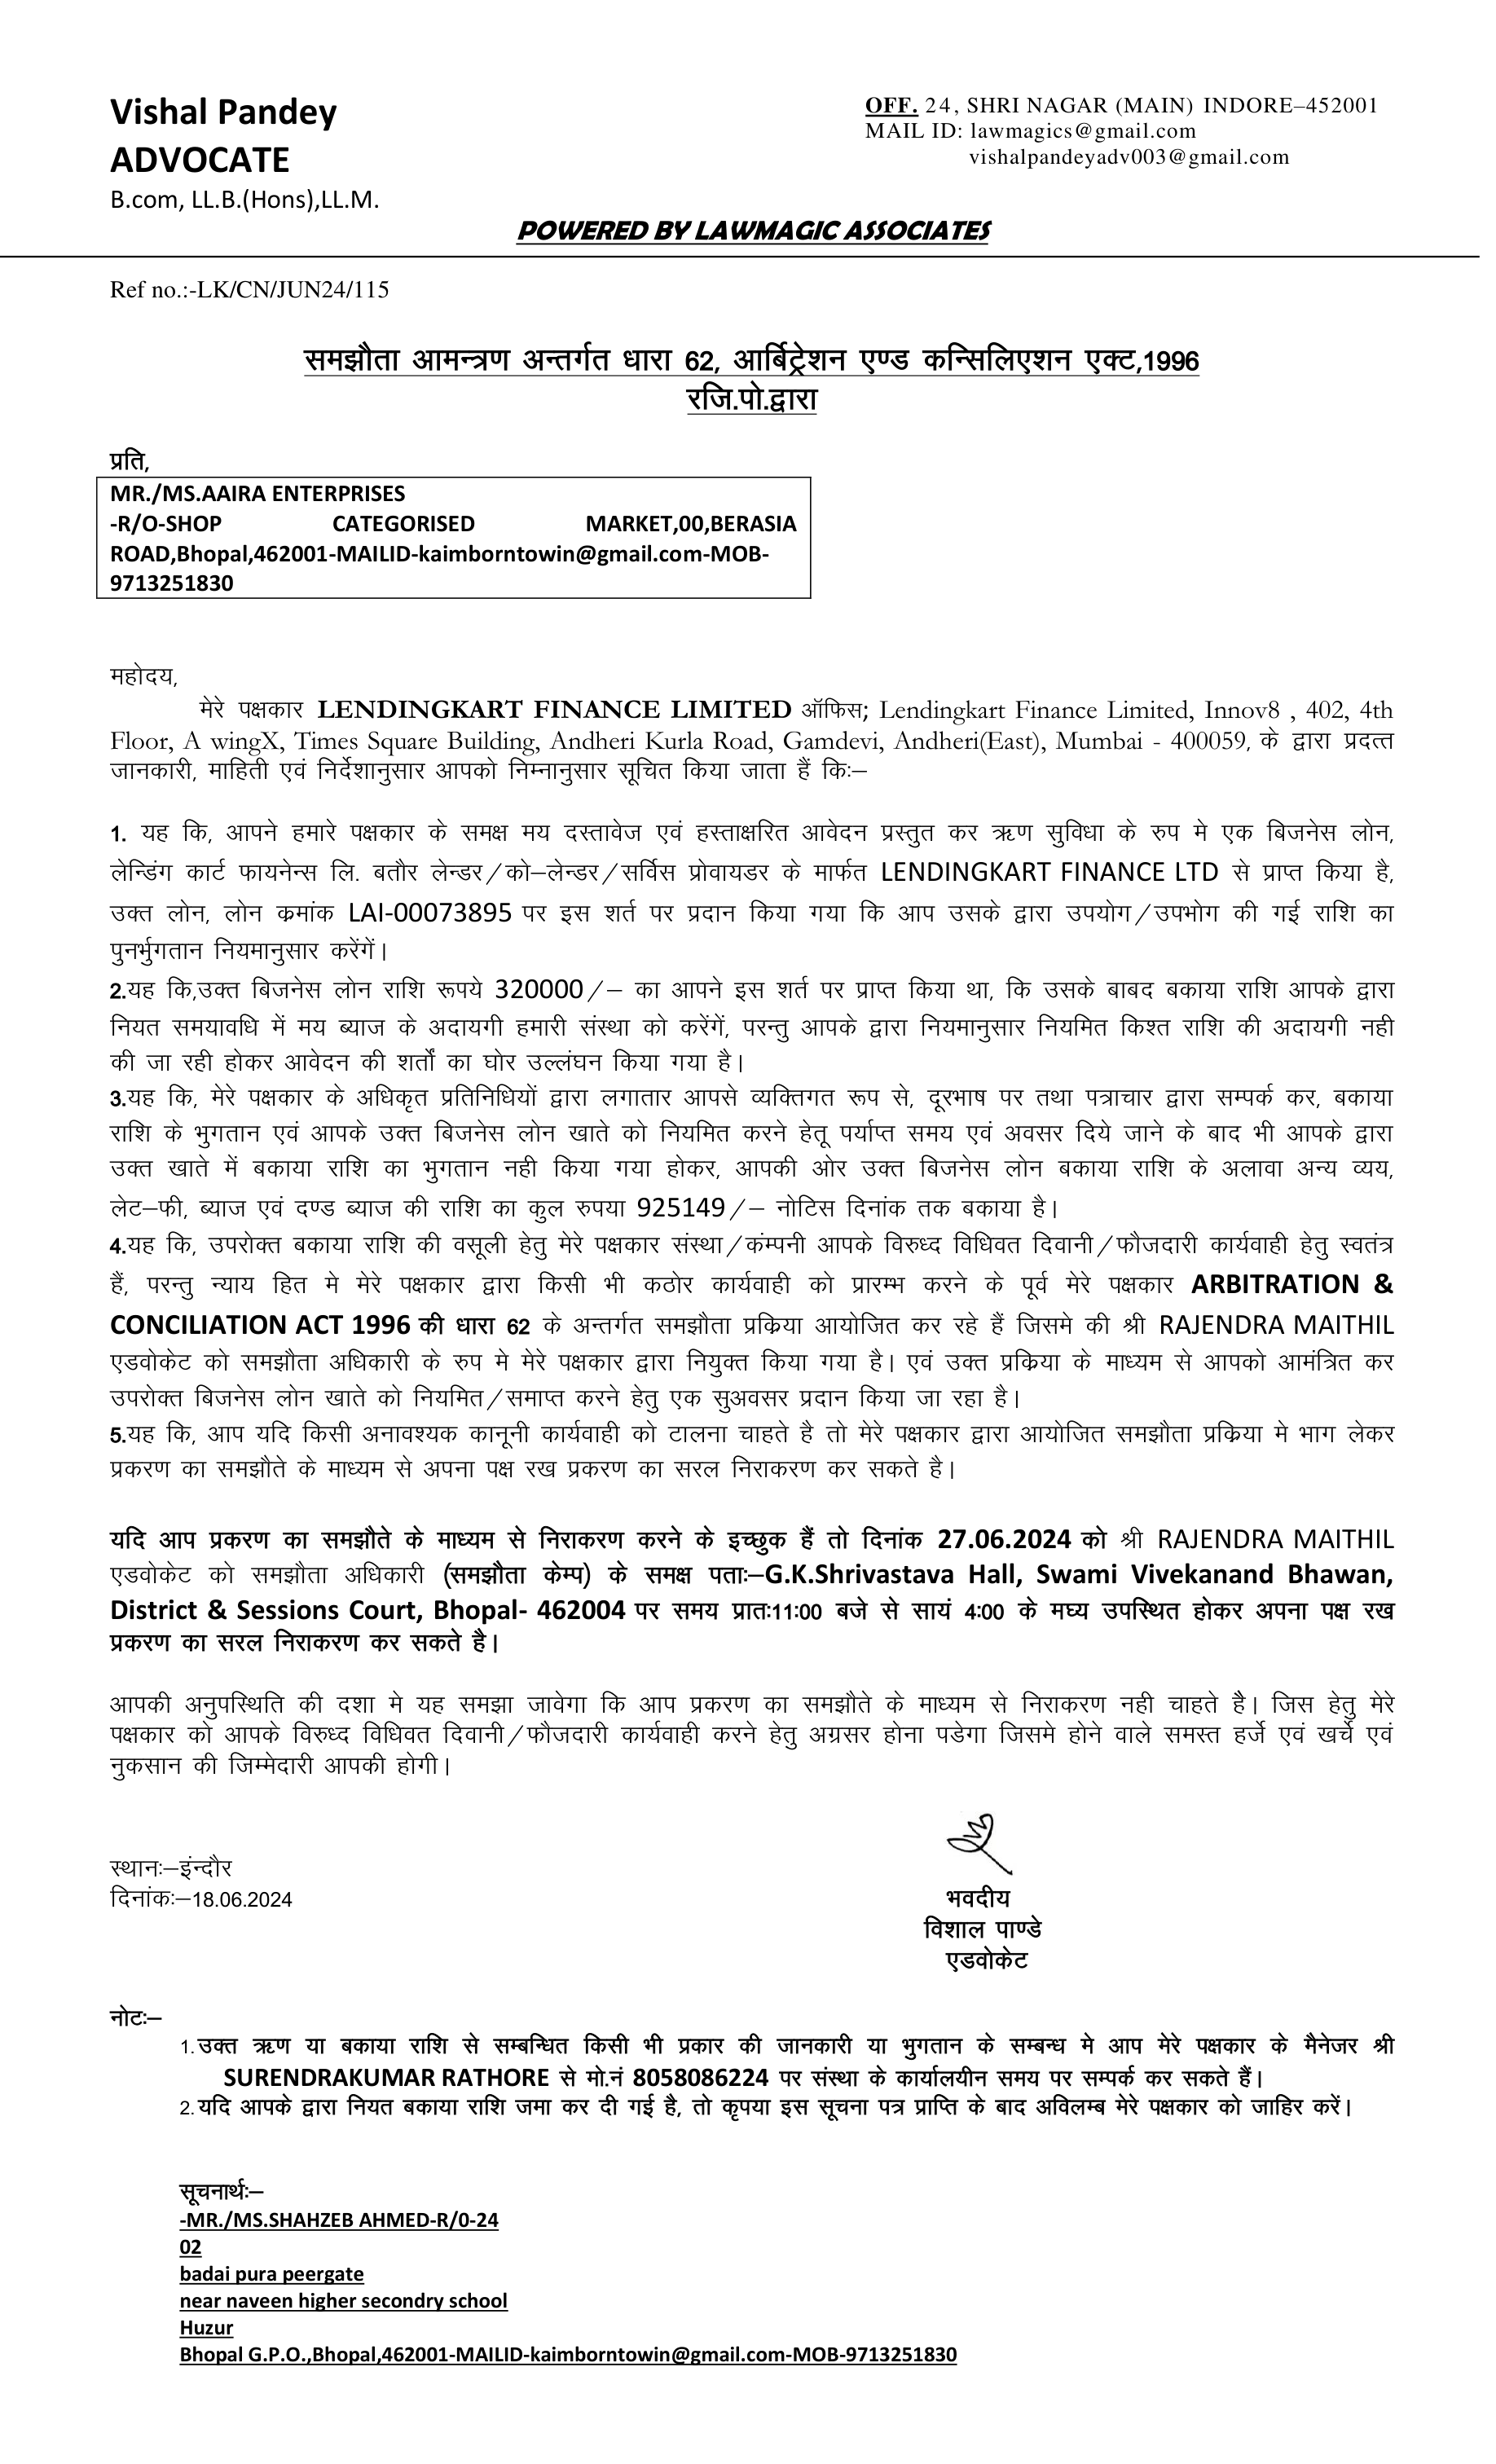 Vishal Pandey
ADVOCATE
B.com, LL.B.(Hons),LL.M.
OFF. 24, SHRI NAGAR (MAIN) INDORE–452001
MAIL ID: lawmagics@gmail.com
vishalpandeyadv003@gmail.com
POWERED BY LAWMAGIC ASSOCIATES
Ref no.:-LK/CN/JUN24/115
समझौता आमन्त्रण अन्तर्गत धारा 62, आर्बिट्रेशन एण्ड कन्सिलिएशन एक्ट,1996
रजि.पो.द्वारा
प्रति,
MR./MS.AAIRA ENTERPRISES
-R/O-SHOP CATEGORISED MARKET,00,BERASIA
ROAD,Bhopal,462001-MAILID-kaimborntowin@gmail.com-MOB-
9713251830
महोदय,
मेरे पक्षकार LENDINGKART FINANCE LIMITED ऑफिस; Lendingkart Finance Limited, Innov8 , 402, 4th
Floor, A wingX, Times Square Building, Andheri Kurla Road, Gamdevi, Andheri(East), Mumbai - 400059, के द्वारा प्रदत्त
जानकारी, माहिती एवं निर्देशानुसार आपको निम्नानुसार सूचित किया जाता हैं कि:–
1. यह कि, आपने हमारे पक्षकार के समक्ष मय दस्तावेज एवं हस्ताक्षरित आवेदन प्रस्तुत कर ऋण सुविधा के रुप मे एक बिजनेस लोन,
लेन्डिंग कार्ट फायनेन्स लि. बतौर लेन्डर/को–लेन्डर/सर्विस प्रोवायडर के मार्फत LENDINGKART FINANCE LTD से प्राप्त किया है,
उक्त लोन, लोन क्रमांक LAI-00073895 पर इस शर्त पर प्रदान किया गया कि आप उसके द्वारा उपयोग/उपभोग की गई राशि का
पुनर्भुगतान नियमानुसार करेंगें।
2.यह कि,उक्त बिजनेस लोन राशि रूपये 320000/– का आपने इस शर्त पर प्राप्त किया था, कि उसके बाबद बकाया राशि आपके द्वारा
नियत समयावधि में मय ब्याज के अदायगी हमारी संस्था को करेंगें, परन्तु आपके द्वारा नियमानुसार नियमित किश्त राशि की अदायगी नही
की जा रही होकर आवेदन की शर्तों का घोर उल्लंघन किया गया है।
3.यह कि, मेरे पक्षकार के अधिकृत प्रतिनिधियों द्वारा लगातार आपसे व्यक्तिगत रूप से, दूरभाष पर तथा पत्राचार द्वारा सम्पर्क कर, बकाया
राशि के भुगतान एवं आपके उक्त बिजनेस लोन खाते को नियमित करने हेतू पर्याप्त समय एवं अवसर दिये जाने के बाद भी आपके द्वारा
उक्त खाते में बकाया राशि का भुगतान नही किया गया होकर, आपकी ओर उक्त बिजनेस लोन बकाया राशि के अलावा अन्य व्यय,
लेट–फी, ब्याज एवं दण्ड ब्याज की राशि का कुल रुपया 925149/– नोटिस दिनांक तक बकाया है।
4.यह कि, उपरोक्त बकाया राशि की वसूली हेतु मेरे पक्षकार संस्था/कंम्पनी आपके विरुध्द विधिवत दिवानी/फौजदारी कार्यवाही हेतु स्वतंत्र
हैं, परन्तु न्याय हित मे मेरे पक्षकार द्वारा किसी भी कठोर कार्यवाही को प्रारम्भ करने के पूर्व मेरे पक्षकार ARBITRATION &
CONCILIATION ACT 1996 की धारा 62 के अन्तर्गत समझौता प्रक्रिया आयोजित कर रहे हैं जिसमे की श्री RAJENDRA MAITHIL
एडवोकेट को समझौता अधिकारी के रुप मे मेरे पक्षकार द्वारा नियुक्त किया गया है। एवं उक्त प्रक्रिया के माध्यम से आपको आमंत्रित कर
उपरोक्त बिजनेस लोन खाते को नियमित/समाप्त करने हेतु एक सुअवसर प्रदान किया जा रहा है।
5.यह कि, आप यदि किसी अनावश्यक कानूनी कार्यवाही को टालना चाहते है तो मेरे पक्षकार द्वारा आयोजित समझौता प्रक्रिया मे भाग लेकर
प्रकरण का समझौते के माध्यम से अपना पक्ष रख प्रकरण का सरल निराकरण कर सकते है।
यदि आप प्रकरण का समझौते के माध्यम से निराकरण करने के इच्छुक हैं तो दिनांक 27.06.2024 को श्री RAJENDRA MAITHIL
एडवोकेट को समझौता अधिकारी (समझौता केम्प) के समक्ष पता:–G.K.Shrivastava Hall, Swami Vivekanand Bhawan,
District & Sessions Court, Bhopal- 462004 पर समय प्रात:11:00 बजे से सायं 4:00 के मघ्य उपस्थित होकर अपना पक्ष रख
प्रकरण का सरल निराकरण कर सकते है।
आपकी अनुपस्थिति की दशा मे यह समझा जावेगा कि आप प्रकरण का समझौते के माध्यम से निराकरण नही चाहते है। जिस हेतु मेरे
पक्षकार को आपके विरुध्द विधिवत दिवानी/फौजदारी कार्यवाही करने हेतु अग्रसर होना पडेगा जिसमे होने वाले समस्त हर्जे एवं खर्चे एवं
नुकसान की जिम्मेदारी आपकी होगी।
स्थान:–इंन्दौर
दिनांक:–18.06.2024
भवदीय
विशाल पाण्डे
एडवोकेट
नोट:–
1.उक्त ऋण या बकाया राशि से सम्बन्धित किसी भी प्रकार की जानकारी या भुगतान के सम्बन्ध मे आप मेरे पक्षकार के मैनेजर श्री
SURENDRAKUMAR RATHORE से मो.नं 8058086224 पर संस्था के कार्यालयीन समय पर सम्पर्क कर सकते हैं।
2.यदि आपके द्वारा नियत बकाया राशि जमा कर दी गई है, तो कृपया इस सूचना पत्र प्राप्ति के बाद अविलम्ब मेरे पक्षकार को जाहिर करें।
सूचनार्थ:–
-MR./MS.SHAHZEB AHMED-R/0-24
02
badai pura peergate
near naveen higher secondry school
Huzur
Bhopal G.P.O.,Bhopal,462001-MAILID-kaimborntowin@gmail.com-MOB-9713251830